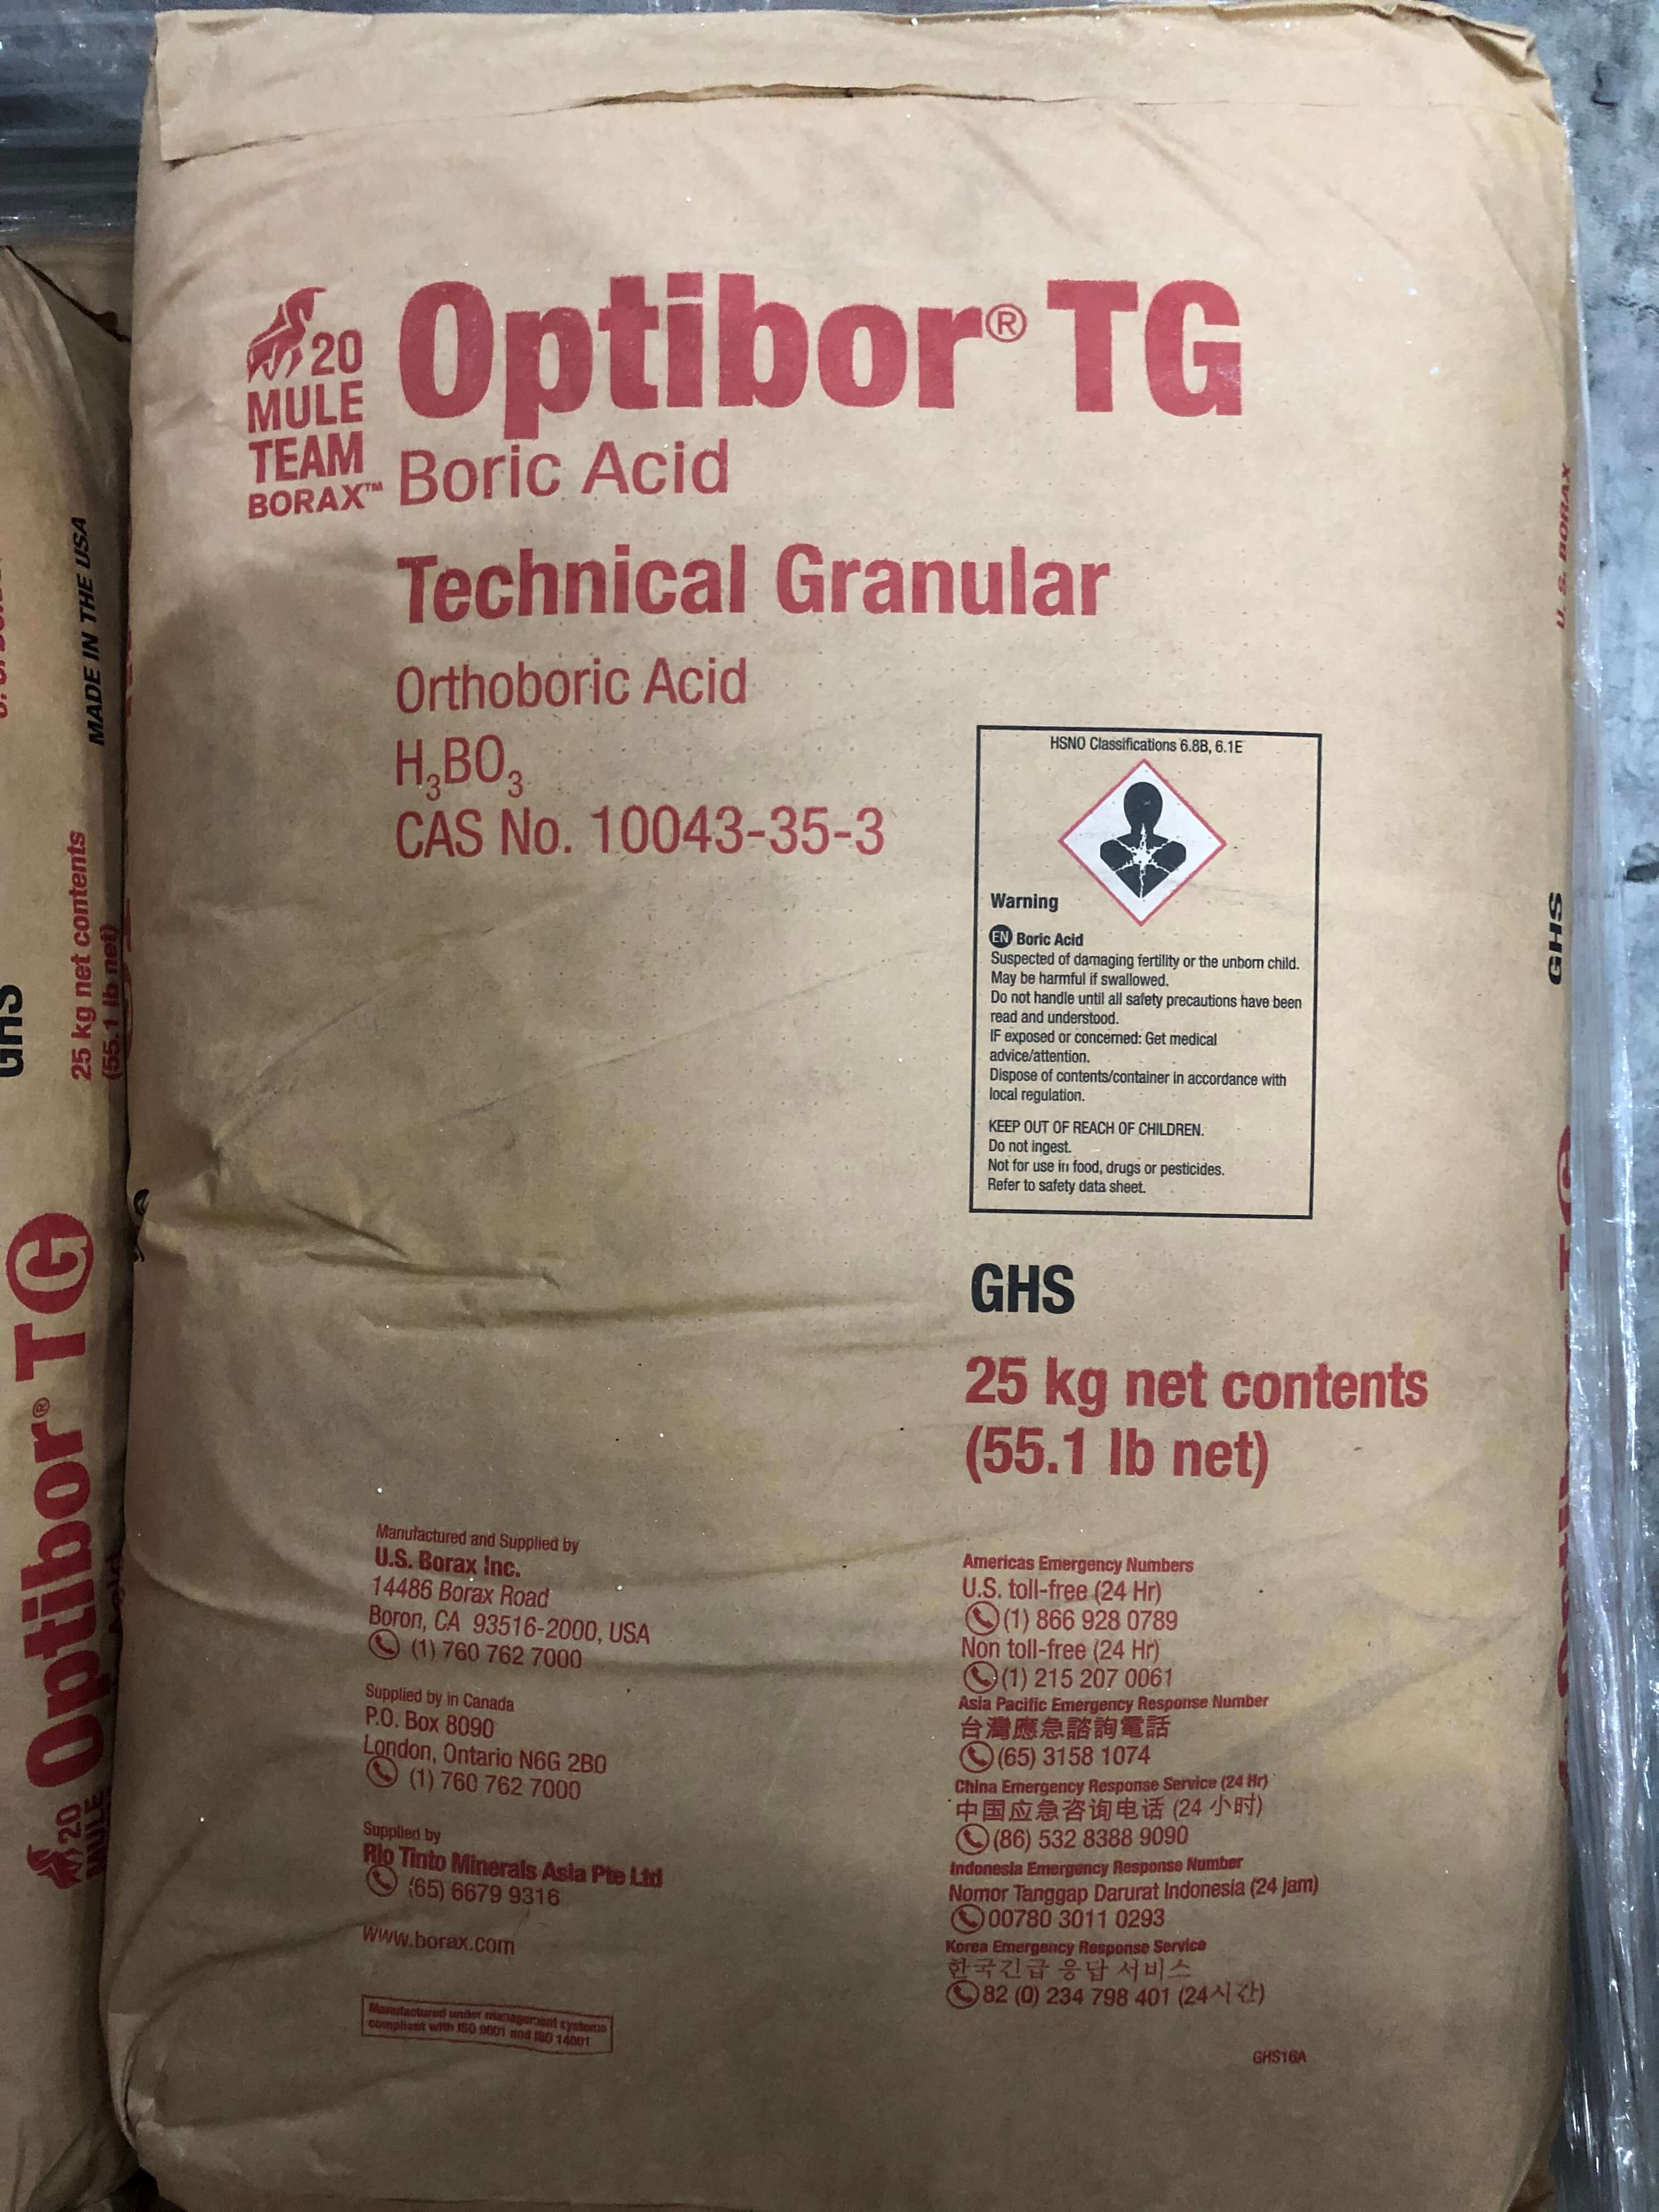 20
MULE
TEAM
BORAX™
Optibor® TG
Boric Acid
Technical Granular
Orthoboric Acid
H₃BO₃
CAS No. 10043-35-3
HSNO Classifications 6.8B, 6.1E
Warning
EN Boric Acid
Suspected of damaging fertility or the unborn child.
May be harmful if swallowed.
Do not handle until all safety precautions have been
read and understood.
IF exposed or concerned: Get medical
advice/attention.
Dispose of contents/container in accordance with
local regulation.
KEEP OUT OF REACH OF CHILDREN.
Do not ingest.
Not for use in food, drugs or pesticides.
Refer to safety data sheet.
GHS
25 kg net contents
(55.1 lb net)
Manufactured and Supplied by
U.S. Borax Inc.
14486 Borax Road
Boron, CA 93516-2000, USA
(1) 760 762 7000
Supplied by in Canada
P.O. Box 8090
London, Ontario N6G 2B0
(1) 760 762 7000
Supplied by
Rio Tinto Minerals Asia Pte Ltd
(65) 6679 9316
www.borax.com
Manufactured under management systems
compliant with ISO 9001 and ISO 14001
Americas Emergency Numbers
U.S. toll-free (24 Hr)
(1) 866 928 0789
Non toll-free (24 Hr)
(1) 215 207 0061
Asia Pacific Emergency Response Number
台灣應急諮詢電話
(65) 3158 1074
China Emergency Response Service (24 Hr)
中国应急咨询电话 (24 小时)
(86) 532 8388 9090
Indonesia Emergency Response Number
Nomor Tanggap Darurat Indonesia (24 jam)
00780 3011 0293
Korea Emergency Response Service
한국긴급 응답 서비스
82 (0) 234 798 401 (24시간)
GHS16A
MADE IN THE USA
25 kg net contents
(55.1 lb net)
GHS
20
MULE
Optibor® TG
U. S. BORAX
GHS
TG